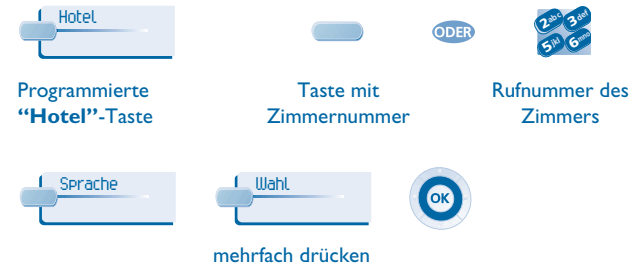 Hotel
ODER
2abc 3def
5jkl 6mno
Programmierte
“Hotel”-Taste
Taste mit
Zimmernummer
Rufnummer des
Zimmers
Sprache
Wahl
OK
mehrfach drücken